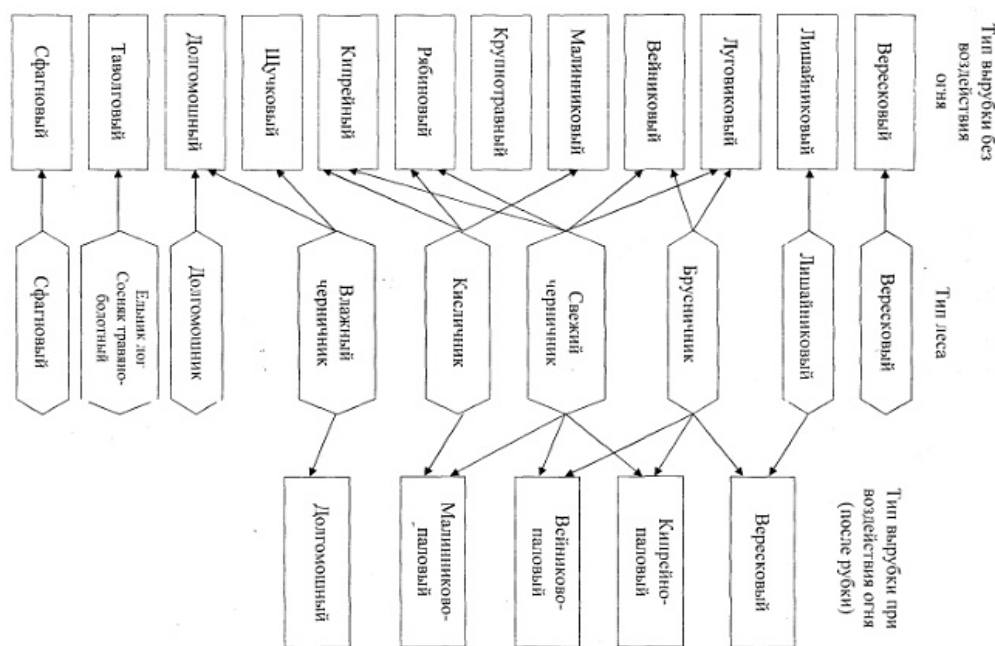 Тип вырубки без
воздействия
огня
Вересковый
Лишайниковый
Луговиковый
Вейниковый
Малинниковый
Крупнотравный
Рябиновый
Кипрейный
Щучковый
Долгомошный
Таволговый
Сфагновый
Тип леса
Вересковый
Лишайниковый
Брусничник
Свежий
черничник
Кисличник
Влажный
черничник
Долгомошник
Ельник лог
Сосняк травяно-
болотный
Сфагновый
Тип вырубки при
воздействия огня
(после рубки)
Вересковый
Кипрейно-
паловый
Вейниково-
паловый
Малинниково-
паловый
Долгомошный